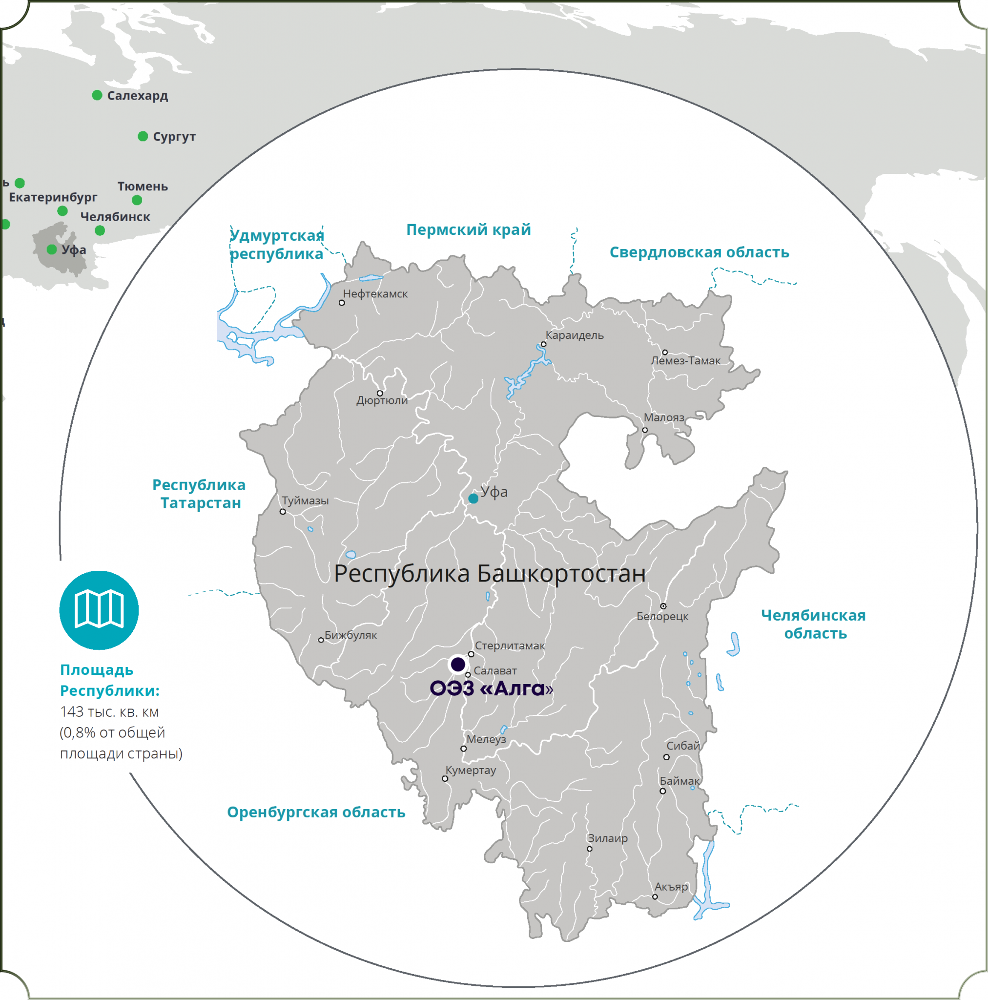 Салехард
Сургут
ь
Тюмень
Екатеринбург
Челябинск
Уфа
Удмуртская
республика
Пермский край
Свердловская область
Нефтекамск
Караидель
Лемез-Тамак
Дюртюли
Малояз
Республика
Татарстан
Туймазы
Уфа
Республика Башкортостан
Белорецк
Челябинская
область
Бижбуляк
Стерлитамак
Салават
ОЭЗ «Алга»
Площадь
Республики:
143 тыс. кв. км
(0,8% от общей
площади страны)
Мелеуз
Сибай
Кумертау
Баймак
Оренбургская область
Зилаир
Акъяр